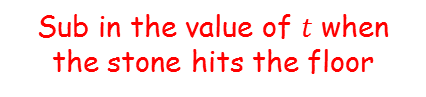 Sub in the value of t when
the stone hits the floor